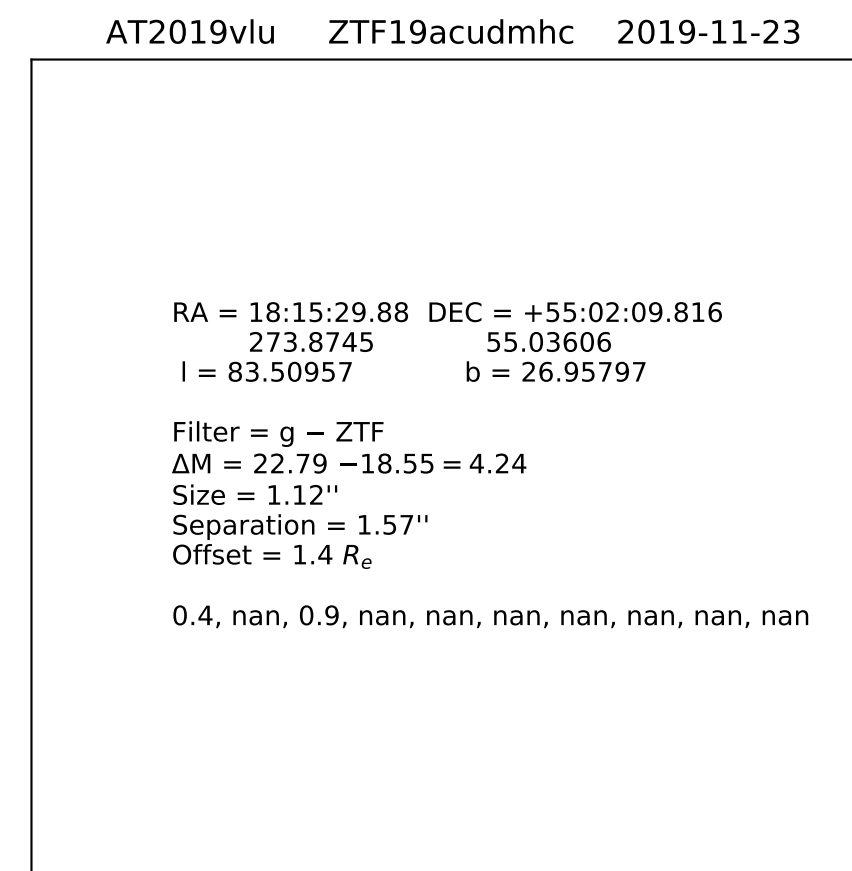 AT2019vlu ZTF19acudmhc 2019-11-23
RA = 18:15:29.88 DEC = +55:02:09.816
273.8745 55.03606
l = 83.50957 b = 26.95797
Filter = g − ZTF
ΔM = 22.79 −18.55 = 4.24
Size = 1.12''
Separation = 1.57''
Offset = 1.4 Rₑ
0.4, nan, 0.9, nan, nan, nan, nan, nan, nan, nan